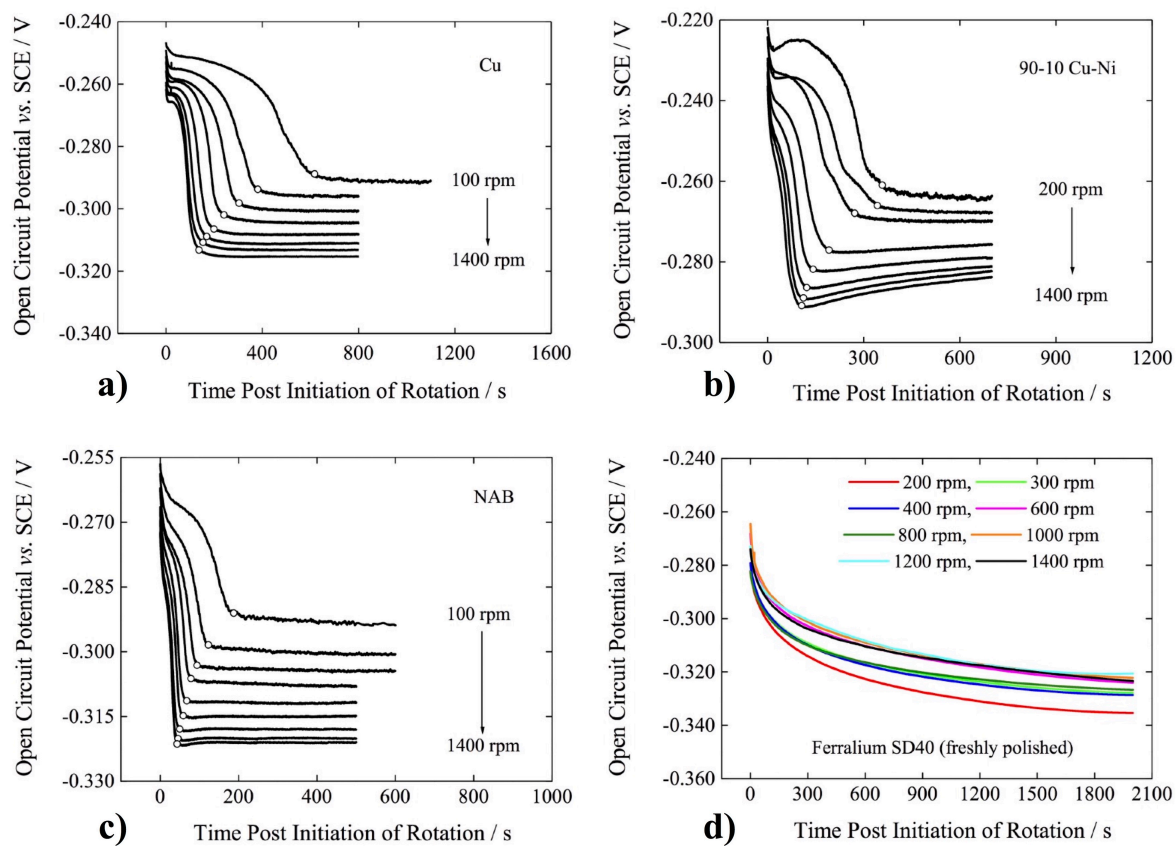 -0.240
-0.260
-0.280
-0.300
-0.320
-0.340
Open Circuit Potential vs. SCE / V
Cu
100 rpm
1400 rpm
0 400 800 1200 1600
a)
Time Post Initiation of Rotation / s
-0.220
-0.240
-0.260
-0.280
-0.300
Open Circuit Potential vs. SCE / V
90-10 Cu-Ni
200 rpm
1400 rpm
0 300 600 900 1200
b)
Time Post Initiation of Rotation / s
-0.255
-0.270
-0.285
-0.300
-0.315
-0.330
Open Circuit Potential vs. SCE / V
NAB
100 rpm
1400 rpm
0 200 400 600 800 1000
c)
Time Post Initiation of Rotation / s
-0.240
-0.260
-0.280
-0.300
-0.320
-0.340
-0.360
Open Circuit Potential vs. SCE / V
200 rpm, 300 rpm
400 rpm, 600 rpm
800 rpm, 1000 rpm
1200 rpm, 1400 rpm
Ferralium SD40 (freshly polished)
0 300 600 900 1200 1500 1800 2100
d)
Time Post Initiation of Rotation / s